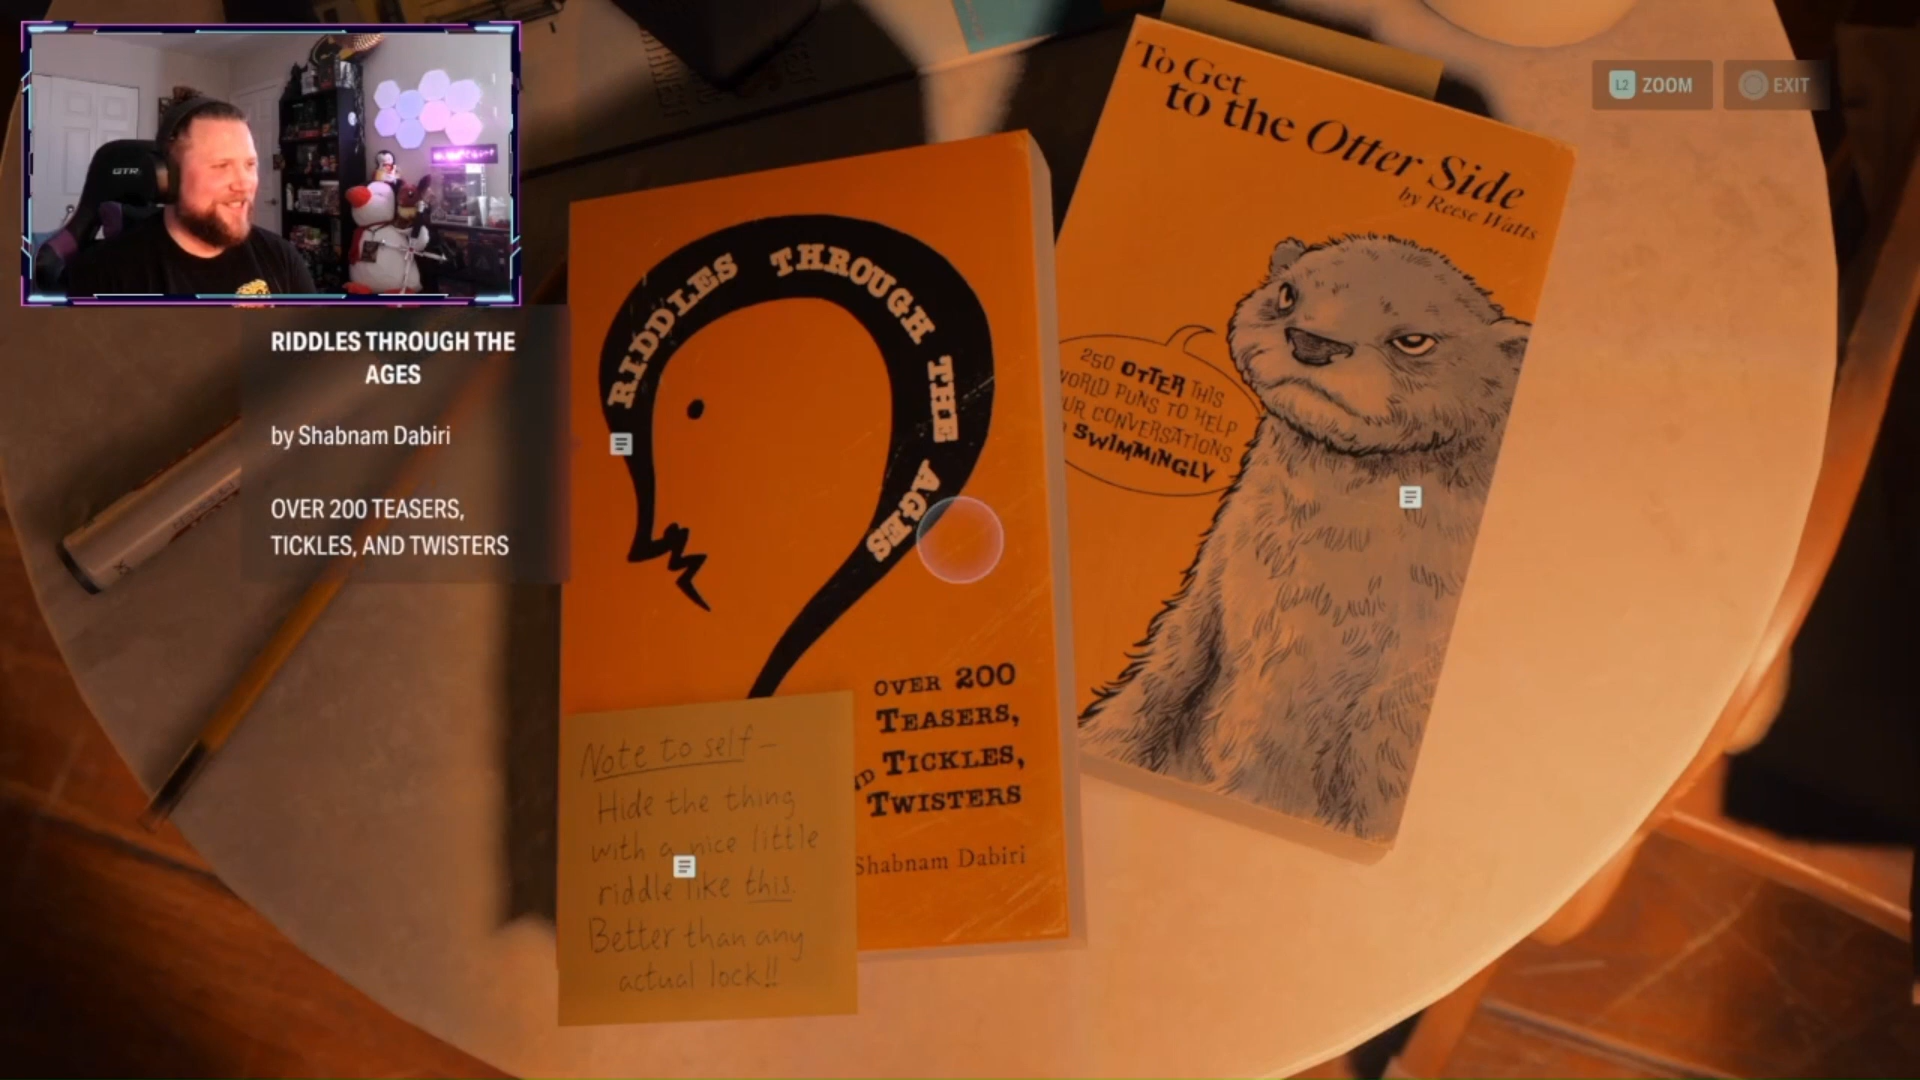 GTR
L2 ZOOM
EXIT
RIDDLES THROUGH THE
AGES
by Shabnam Dabiri
OVER 200 TEASERS,
TICKLES, AND TWISTERS
RIDDLES THROUGH THE AGES
OVER 200
TEASERS,
TICKLES,
TWISTERS
Shabnam Dabiri
Note to self–
Hide the thing
with a nice little
riddle like this.
Better than any
actual lock!!
To Get
to the Otter Side
by Reese Watts
250 OTTER THIS
WORLD PUNS TO HELP
UR CONVERSATIONS
SWIMMINGLY